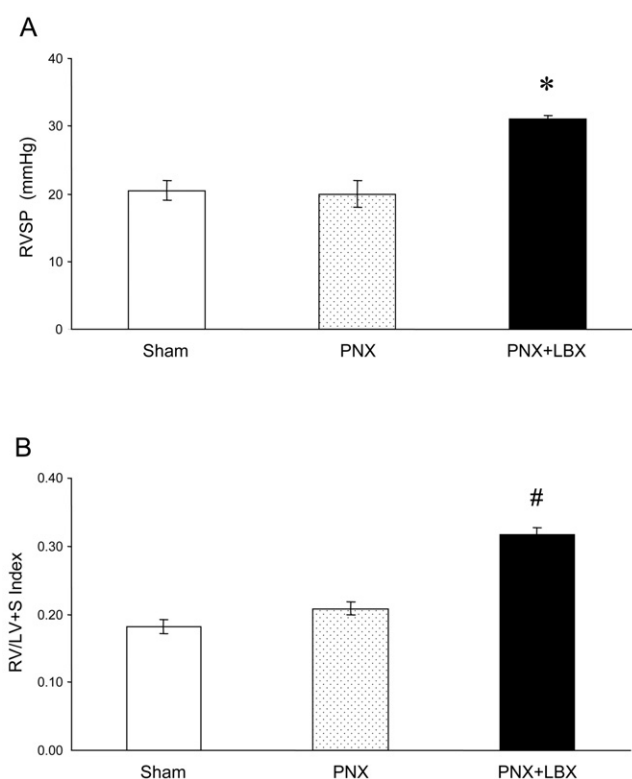 A
40
30
20
10
0
RVSP (mmHg)
*
Sham PNX PNX+LBX
B
0.40
0.30
0.20
0.10
0.00
RV/LV+S Index
#
Sham PNX PNX+LBX